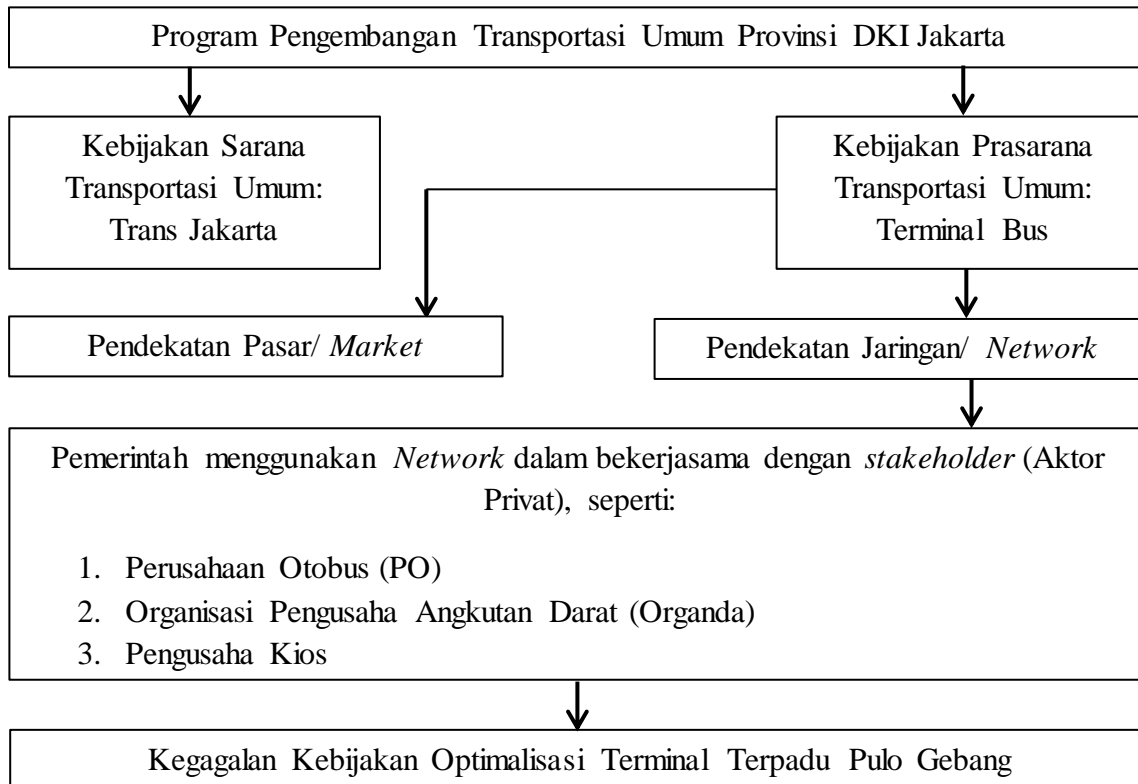 Program Pengembangan Transportasi Umum Provinsi DKI Jakarta
Kebijakan Sarana
Transportasi Umum:
Trans Jakarta
Kebijakan Prasarana
Transportasi Umum:
Terminal Bus
Pendekatan Pasar/ Market
Pendekatan Jaringan/ Network
Pemerintah menggunakan Network dalam bekerjasama dengan stakeholder (Aktor
Privat), seperti:
1. Perusahaan Otobus (PO)
2. Organisasi Pengusaha Angkutan Darat (Organda)
3. Pengusaha Kios
Kegagalan Kebijakan Optimalisasi Terminal Terpadu Pulo Gebang